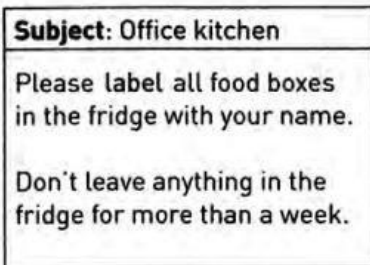 Subject: Office kitchen
Please label all food boxes
in the fridge with your name.
Don't leave anything in the
fridge for more than a week.